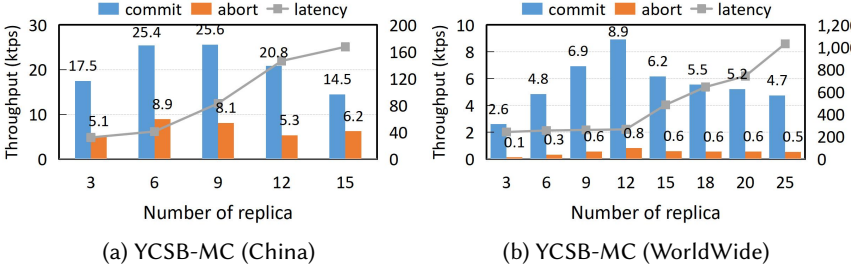 commit abort latency
Throughput (ktps)
30
20
10
0
200
160
120
80
40
0
17.5 25.4 25.6 20.8 14.5
5.1 8.9 8.1 5.3 6.2
3 6 9 12 15
Number of replica
(a) YCSB-MC (China)
commit abort latency
Throughput (ktps)
10
8
6
4
2
0
1,200
1,000
800
600
400
200
0
2.6 4.8 6.9 8.9 6.2 5.5 5.2 4.7
0.1 0.3 0.6 0.8 0.6 0.6 0.6 0.5
3 6 9 12 15 18 20 25
Number of replica
(b) YCSB-MC (WorldWide)